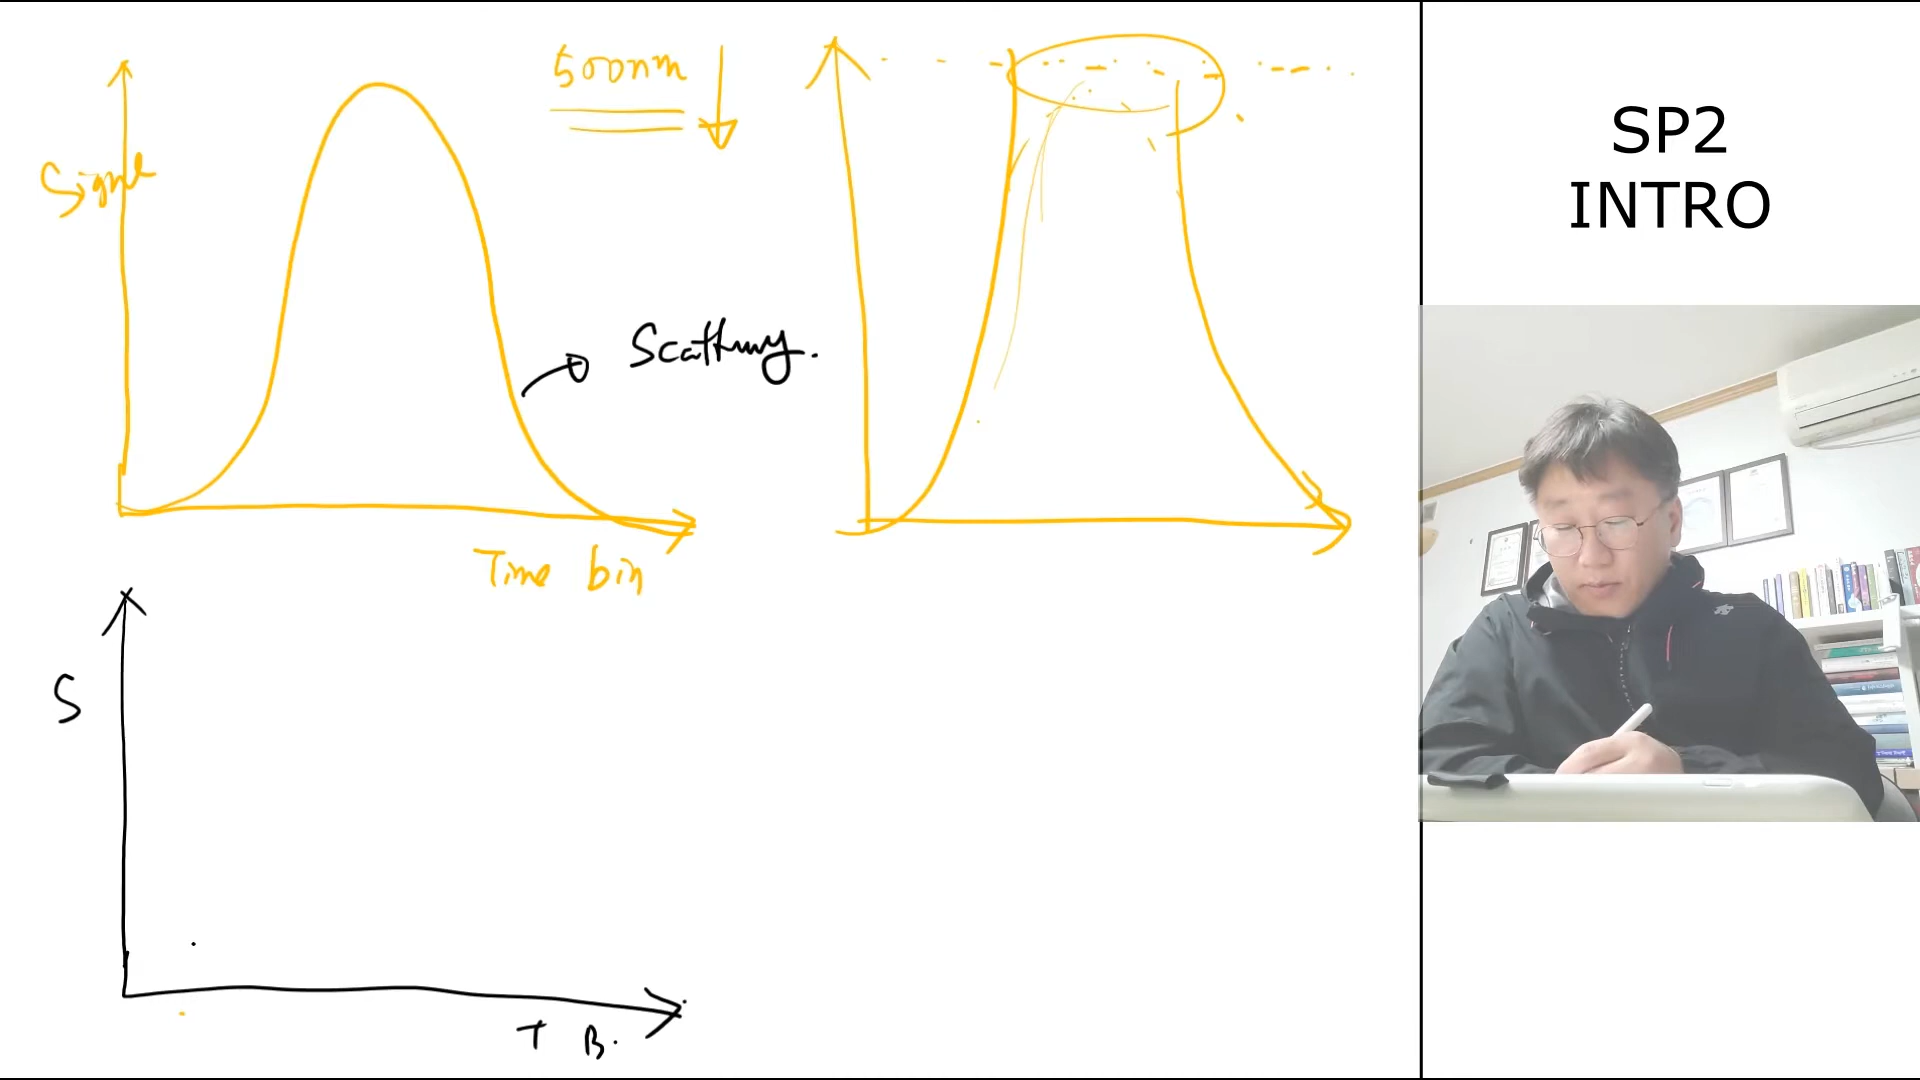 500nm
Signal
Scattering.
Time bin
S
T B.
SP2
INTRO